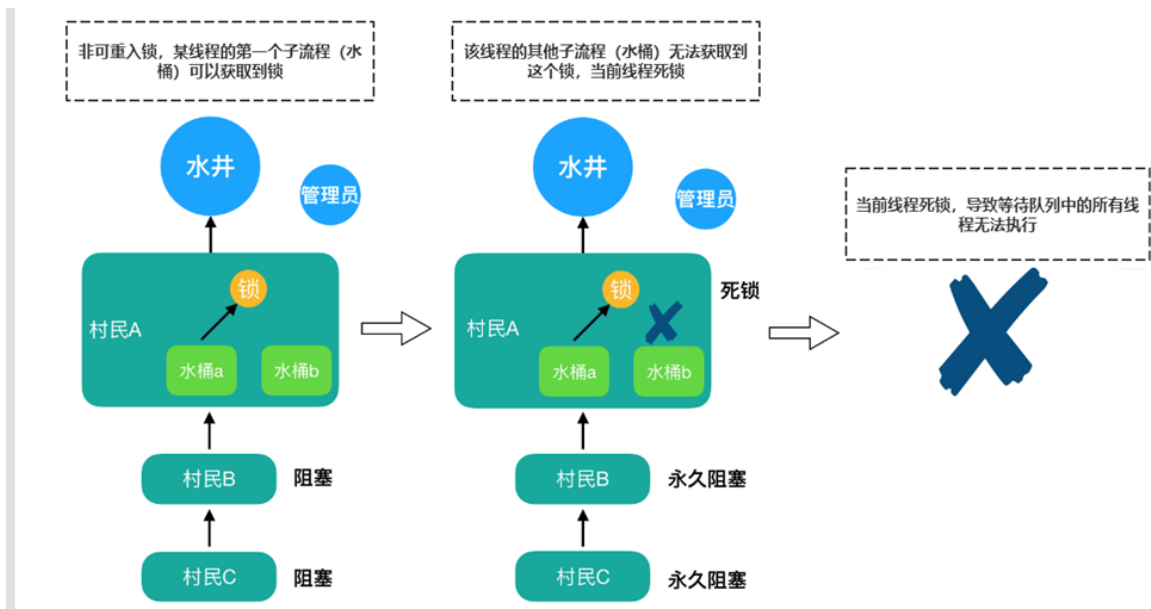 非可重入锁，某线程的第一个子流程（水
桶）可以获取到锁
水井
管理员
锁
村民A
水桶a
水桶b
村民B
阻塞
村民C
阻塞
该线程的其他子流程（水桶）无法获取到
这个锁，当前线程死锁
水井
管理员
锁
死锁
村民A
水桶a
水桶b
村民B
永久阻塞
村民C
永久阻塞
当前线程死锁，导致等待队列中的所有线
程无法执行